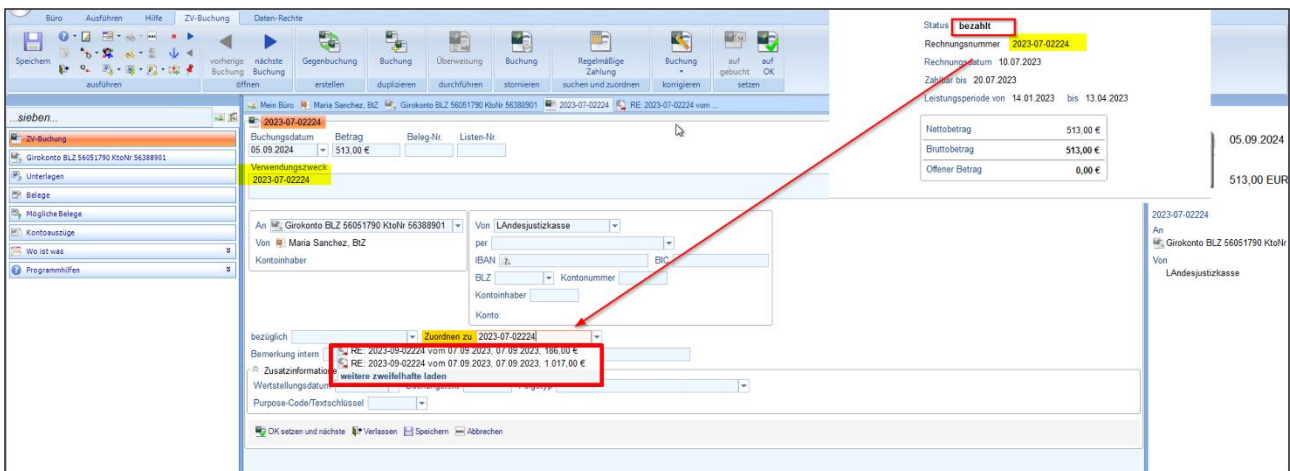 Büro Ausführen Hilfe ZV-Buchung Daten-Rechte
Speichern
vorherige Buchung
nächste Buchung
Gegenbuchung
Buchung
Überweisung
Buchung
Regelmäßige Zahlung
Buchung
auf gebucht
auf OK
ausführen öffnen erstellen duplizieren durchführen stornieren suchen und zuordnen korrigieren setzen
Status bezahlt
Rechnungsnummer 2023-07-02224
Rechnungsdatum 10.07.2023
Zahlbar bis 20.07.2023
Leistungsperiode von 14.01.2023 bis 13.04.2023
Nettobetrag 513,00 €
Bruttobetrag 513,00 €
Offener Betrag 0,00 €
...sieben...
ZV-Buchung
Girokonto BLZ 56051790 KtoNr 56388901
Unterlagen
Belege
Mögliche Belege
Kontoauszüge
Wo ist was
Programmhilfen
Mein Büro Maria Sanchez, BtZ Girokonto BLZ 56051790 KtoNr 56388901 2023-07-02224 RE: 2023-07-02224 vom ...
2023-07-02224
Buchungsdatum Betrag Beleg-Nr. Listen-Nr.
05.09.2024 513,00 €
Verwendungszweck
2023-07-02224
An Girokonto BLZ 56051790 KtoNr 56388901
Von Maria Sanchez, BtZ
Kontoinhaber
Von LAndesjustizkasse
per
IBAN BIC
BLZ Kontonummer
Kontoinhaber
Konto:
bezüglich Zuordnen zu 2023-07-02224
Bemerkung intern
RE: 2023-09-02224 vom 07.09.2023, 07.09.2023, 186,00 €
RE: 2023-09-02224 vom 07.09.2023, 07.09.2023, 1.017,00 €
weitere zweifelhafte laden
Zusatzinformatione
Wertstellungsdatum
Purpose-Code/Textschlüssel
OK setzen und nächste Verlassen Speichern Abbrechen
05.09.2024
513,00 EUR
2023-07-02224
An
Girokonto BLZ 56051790 KtoNr
Von
LAndesjustizkasse